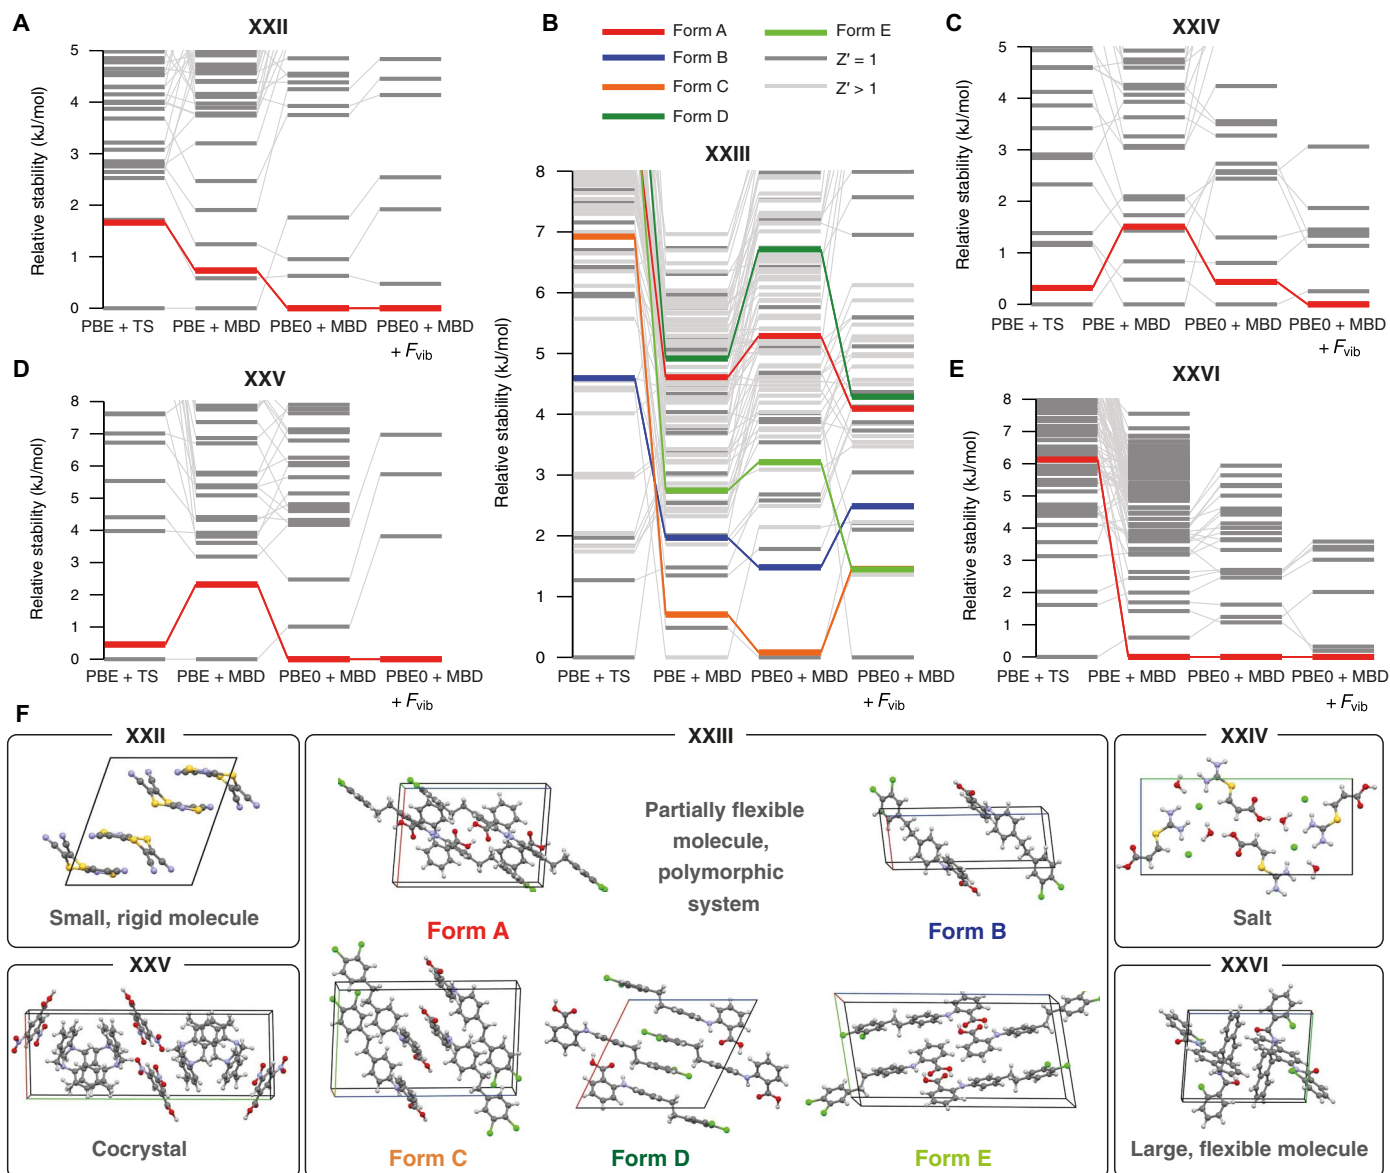 A
XXII
Relative stability (kJ/mol)
5
4
3
2
1
0
PBE + TS
PBE + MBD
PBE0 + MBD
PBE0 + MBD
+ Fvib
B
Form A
Form B
Form C
Form D
Form E
Z′ = 1
Z′ > 1
XXIII
Relative stability (kJ/mol)
8
7
6
5
4
3
2
1
0
PBE + TS
PBE + MBD
PBE0 + MBD
PBE0 + MBD
+ Fvib
C
XXIV
Relative stability (kJ/mol)
5
4
3
2
1
0
PBE + TS
PBE + MBD
PBE0 + MBD
PBE0 + MBD
+ Fvib
D
XXV
Relative stability (kJ/mol)
8
7
6
5
4
3
2
1
0
PBE + TS
PBE + MBD
PBE0 + MBD
PBE0 + MBD
+ Fvib
E
XXVI
Relative stability (kJ/mol)
8
7
6
5
4
3
2
1
0
PBE + TS
PBE + MBD
PBE0 + MBD
PBE0 + MBD
+ Fvib
F
XXII
Small, rigid molecule
XXV
Cocrystal
XXIII
Partially flexible
molecule,
polymorphic
system
Form A
Form B
Form C
Form D
Form E
XXIV
Salt
XXVI
Large, flexible molecule